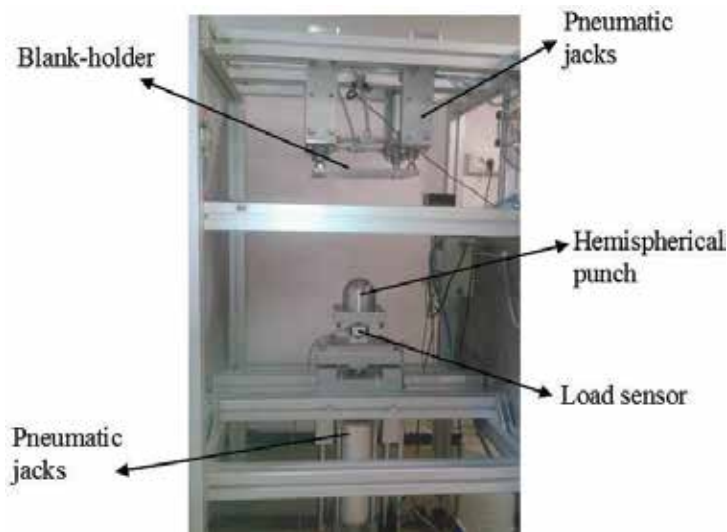 Pneumatic
jacks
Blank-holder
Hemispherical
punch
Load sensor
Pneumatic
jacks